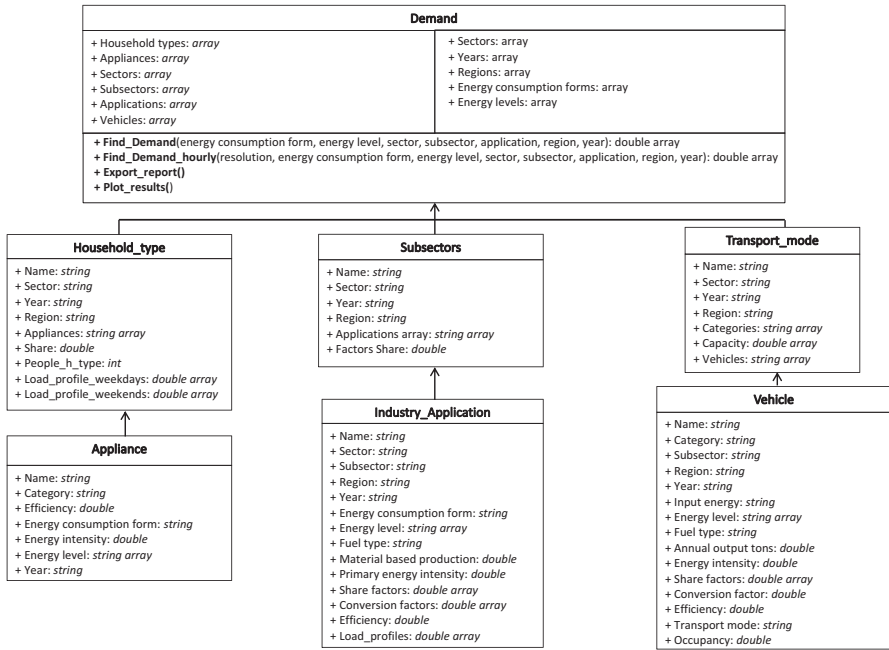 Demand
+ Household types: array
+ Appliances: array
+ Sectors: array
+ Subsectors: array
+ Applications: array
+ Vehicles: array
+ Sectors: array
+ Years: array
+ Regions: array
+ Energy consumption forms: array
+ Energy levels: array
+ Find_Demand(energy consumption form, energy level, sector, subsector, application, region, year): double array
+ Find_Demand_hourly(resolution, energy consumption form, energy level, sector, subsector, application, region, year): double array
+ Export_report()
+ Plot_results()
Household_type
+ Name: string
+ Sector: string
+ Year: string
+ Region: string
+ Appliances: string array
+ Share: double
+ People_h_type: int
+ Load_profile_weekdays: double array
+ Load_profile_weekends: double array
Appliance
+ Name: string
+ Category: string
+ Efficiency: double
+ Energy consumption form: string
+ Energy intensity: double
+ Energy level: string array
+ Year: string
Subsectors
+ Name: string
+ Sector: string
+ Year: string
+ Region: string
+ Applications array: string array
+ Factors Share: double
Industry_Application
+ Name: string
+ Sector: string
+ Subsector: string
+ Region: string
+ Year: string
+ Energy consumption form: string
+ Energy level: string array
+ Fuel type: string
+ Material based production: double
+ Primary energy intensity: double
+ Share factors: double array
+ Conversion factors: double array
+ Efficiency: double
+ Load_profiles: double array
Transport_mode
+ Name: string
+ Sector: string
+ Year: string
+ Region: string
+ Categories: string array
+ Capacity: double array
+ Vehicles: string array
Vehicle
+ Name: string
+ Category: string
+ Subsector: string
+ Region: string
+ Year: string
+ Input energy: string
+ Energy level: string array
+ Fuel type: string
+ Annual output tons: double
+ Energy intensity: double
+ Share factors: double array
+ Conversion factor: double
+ Efficiency: double
+ Transport mode: string
+ Occupancy: double